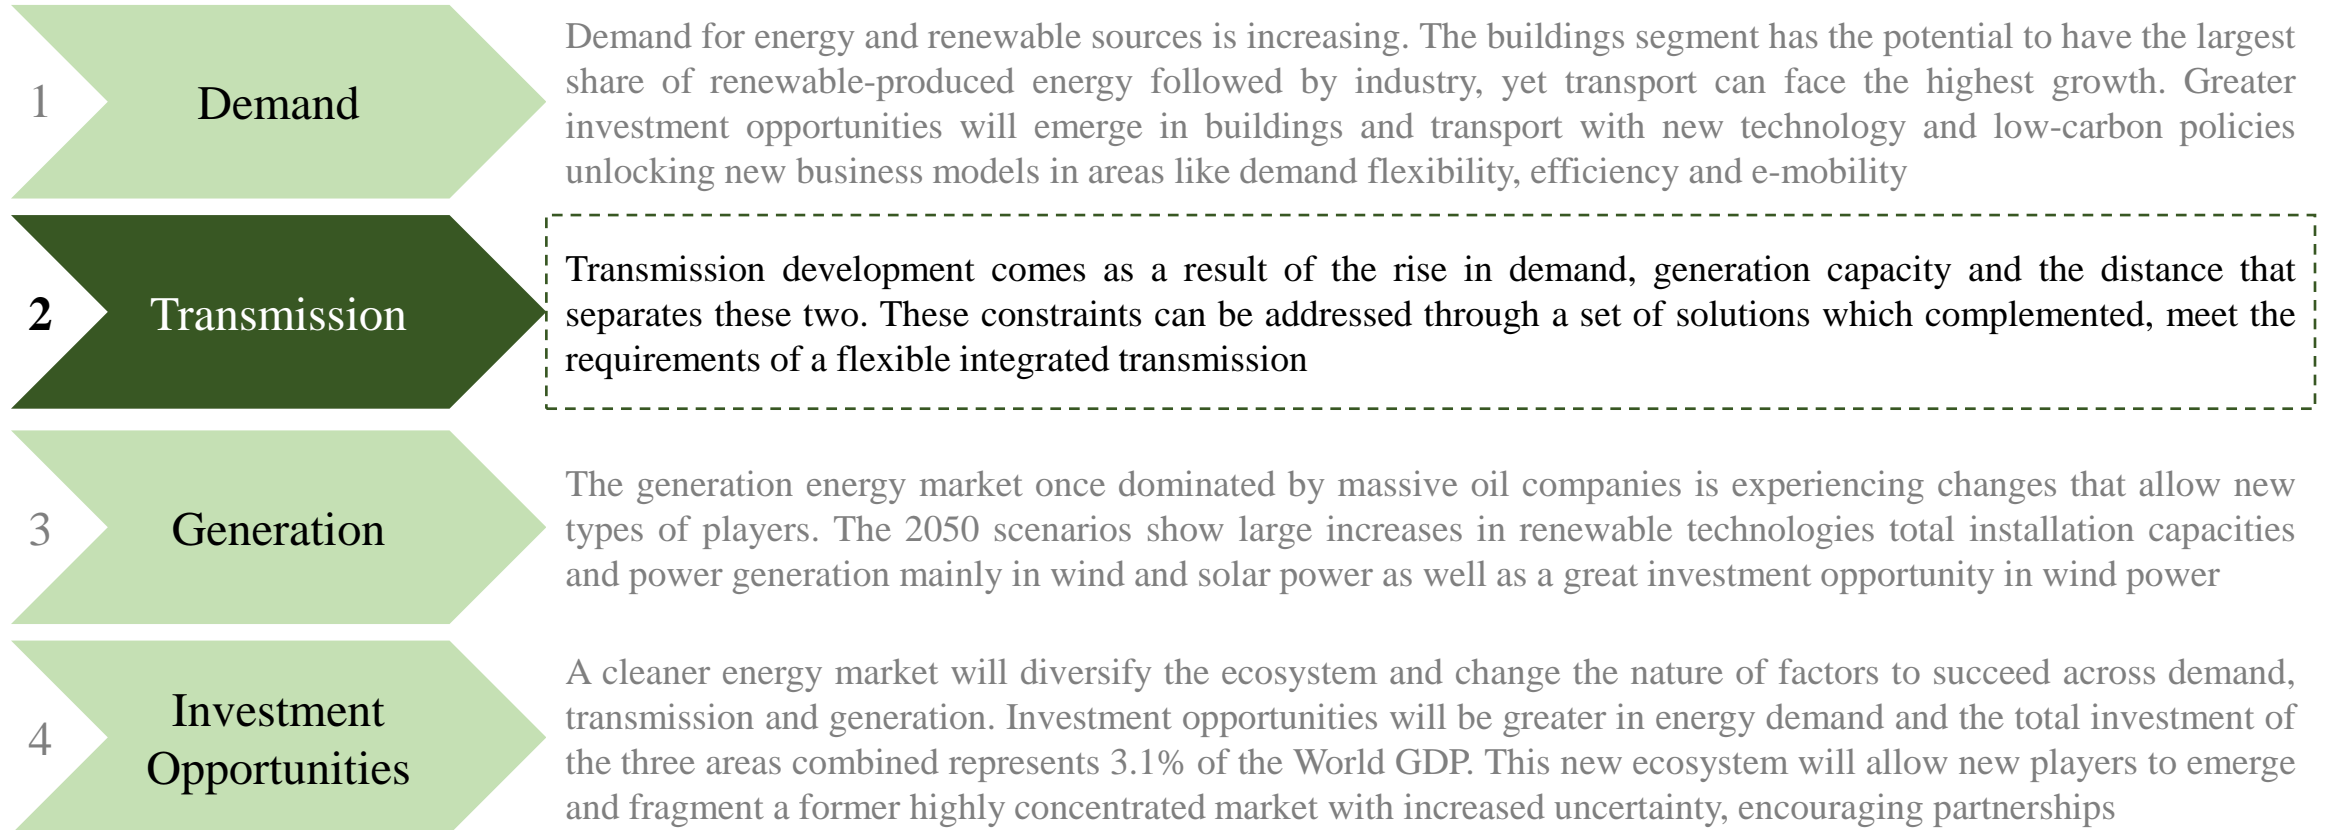 1
Demand
Demand for energy and renewable sources is increasing. The buildings segment has the potential to have the largest
share of renewable-produced energy followed by industry, yet transport can face the highest growth. Greater
investment opportunities will emerge in buildings and transport with new technology and low-carbon policies
unlocking new business models in areas like demand flexibility, efficiency and e-mobility
2
Transmission
Transmission development comes as a result of the rise in demand, generation capacity and the distance that
separates these two. These constraints can be addressed through a set of solutions which complemented, meet the
requirements of a flexible integrated transmission
3
Generation
The generation energy market once dominated by massive oil companies is experiencing changes that allow new
types of players. The 2050 scenarios show large increases in renewable technologies total installation capacities
and power generation mainly in wind and solar power as well as a great investment opportunity in wind power
4
Investment
Opportunities
A cleaner energy market will diversify the ecosystem and change the nature of factors to succeed across demand,
transmission and generation. Investment opportunities will be greater in energy demand and the total investment of
the three areas combined represents 3.1% of the World GDP. This new ecosystem will allow new players to emerge
and fragment a former highly concentrated market with increased uncertainty, encouraging partnerships